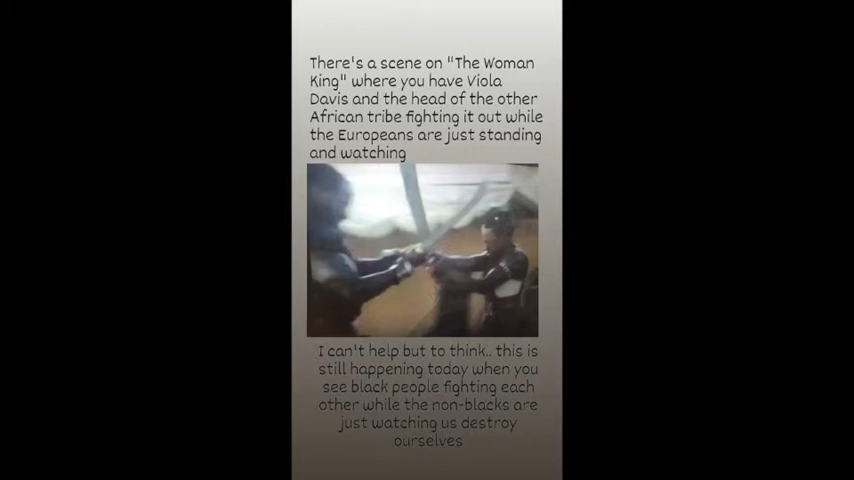 There's a scene on "The Woman
King" where you have Viola
Davis and the head of the other
African tribe fighting it out while
the Europeans are just standing
and watching
I can't help but to think.. this is
still happening today when you
see black people fighting each
other while the non-blacks are
just watching us destroy
ourselves